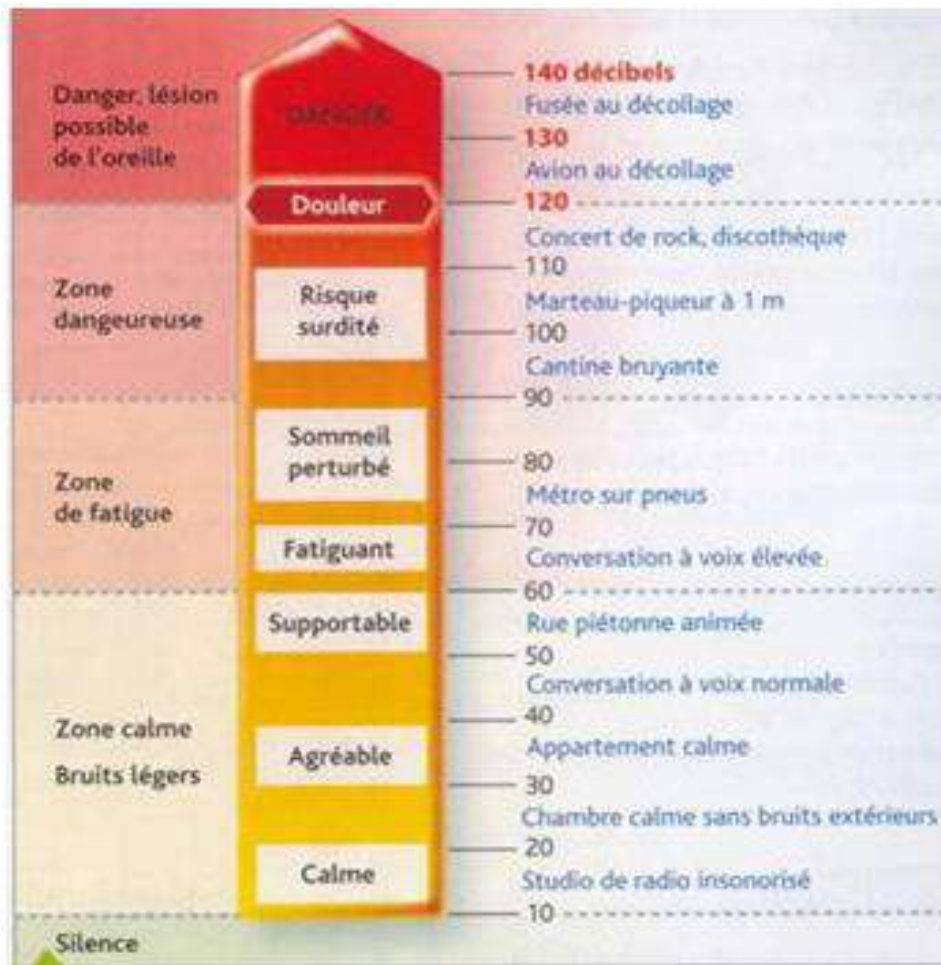 140 décibels
Danger, lésion
possible
de l'oreille
DANGER
Fusée au décollage
130
Avion au décollage
Douleur
120
Concert de rock, discothèque
110
Zone
dangeureuse
Risque
surdité
Marteau-piqueur à 1 m
100
Cantine bruyante
90
Sommeil
perturbé
80
Zone
de fatigue
Métro sur pneus
70
Fatiguant
Conversation à voix élevée
60
Supportable
Rue piétonne animée
50
Conversation à voix normale
40
Zone calme
Bruits légers
Agréable
Appartement calme
30
Chambre calme sans bruits extérieurs
20
Calme
Studio de radio insonorisé
10
Silence